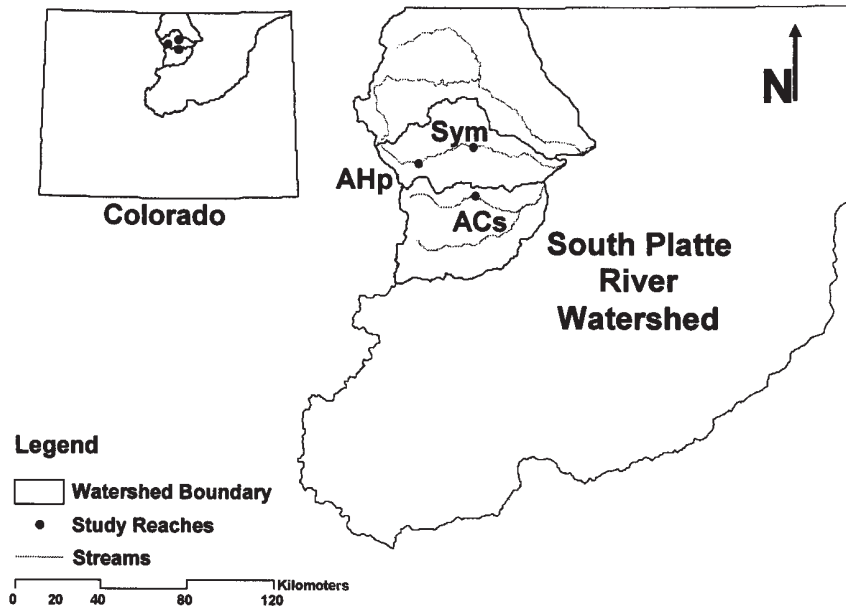 Colorado
N
Sym
AHp
ACs
South Platte
River
Watershed
Legend
Watershed Boundary
Study Reaches
Streams
Kilomoters
0 20 40 80 120